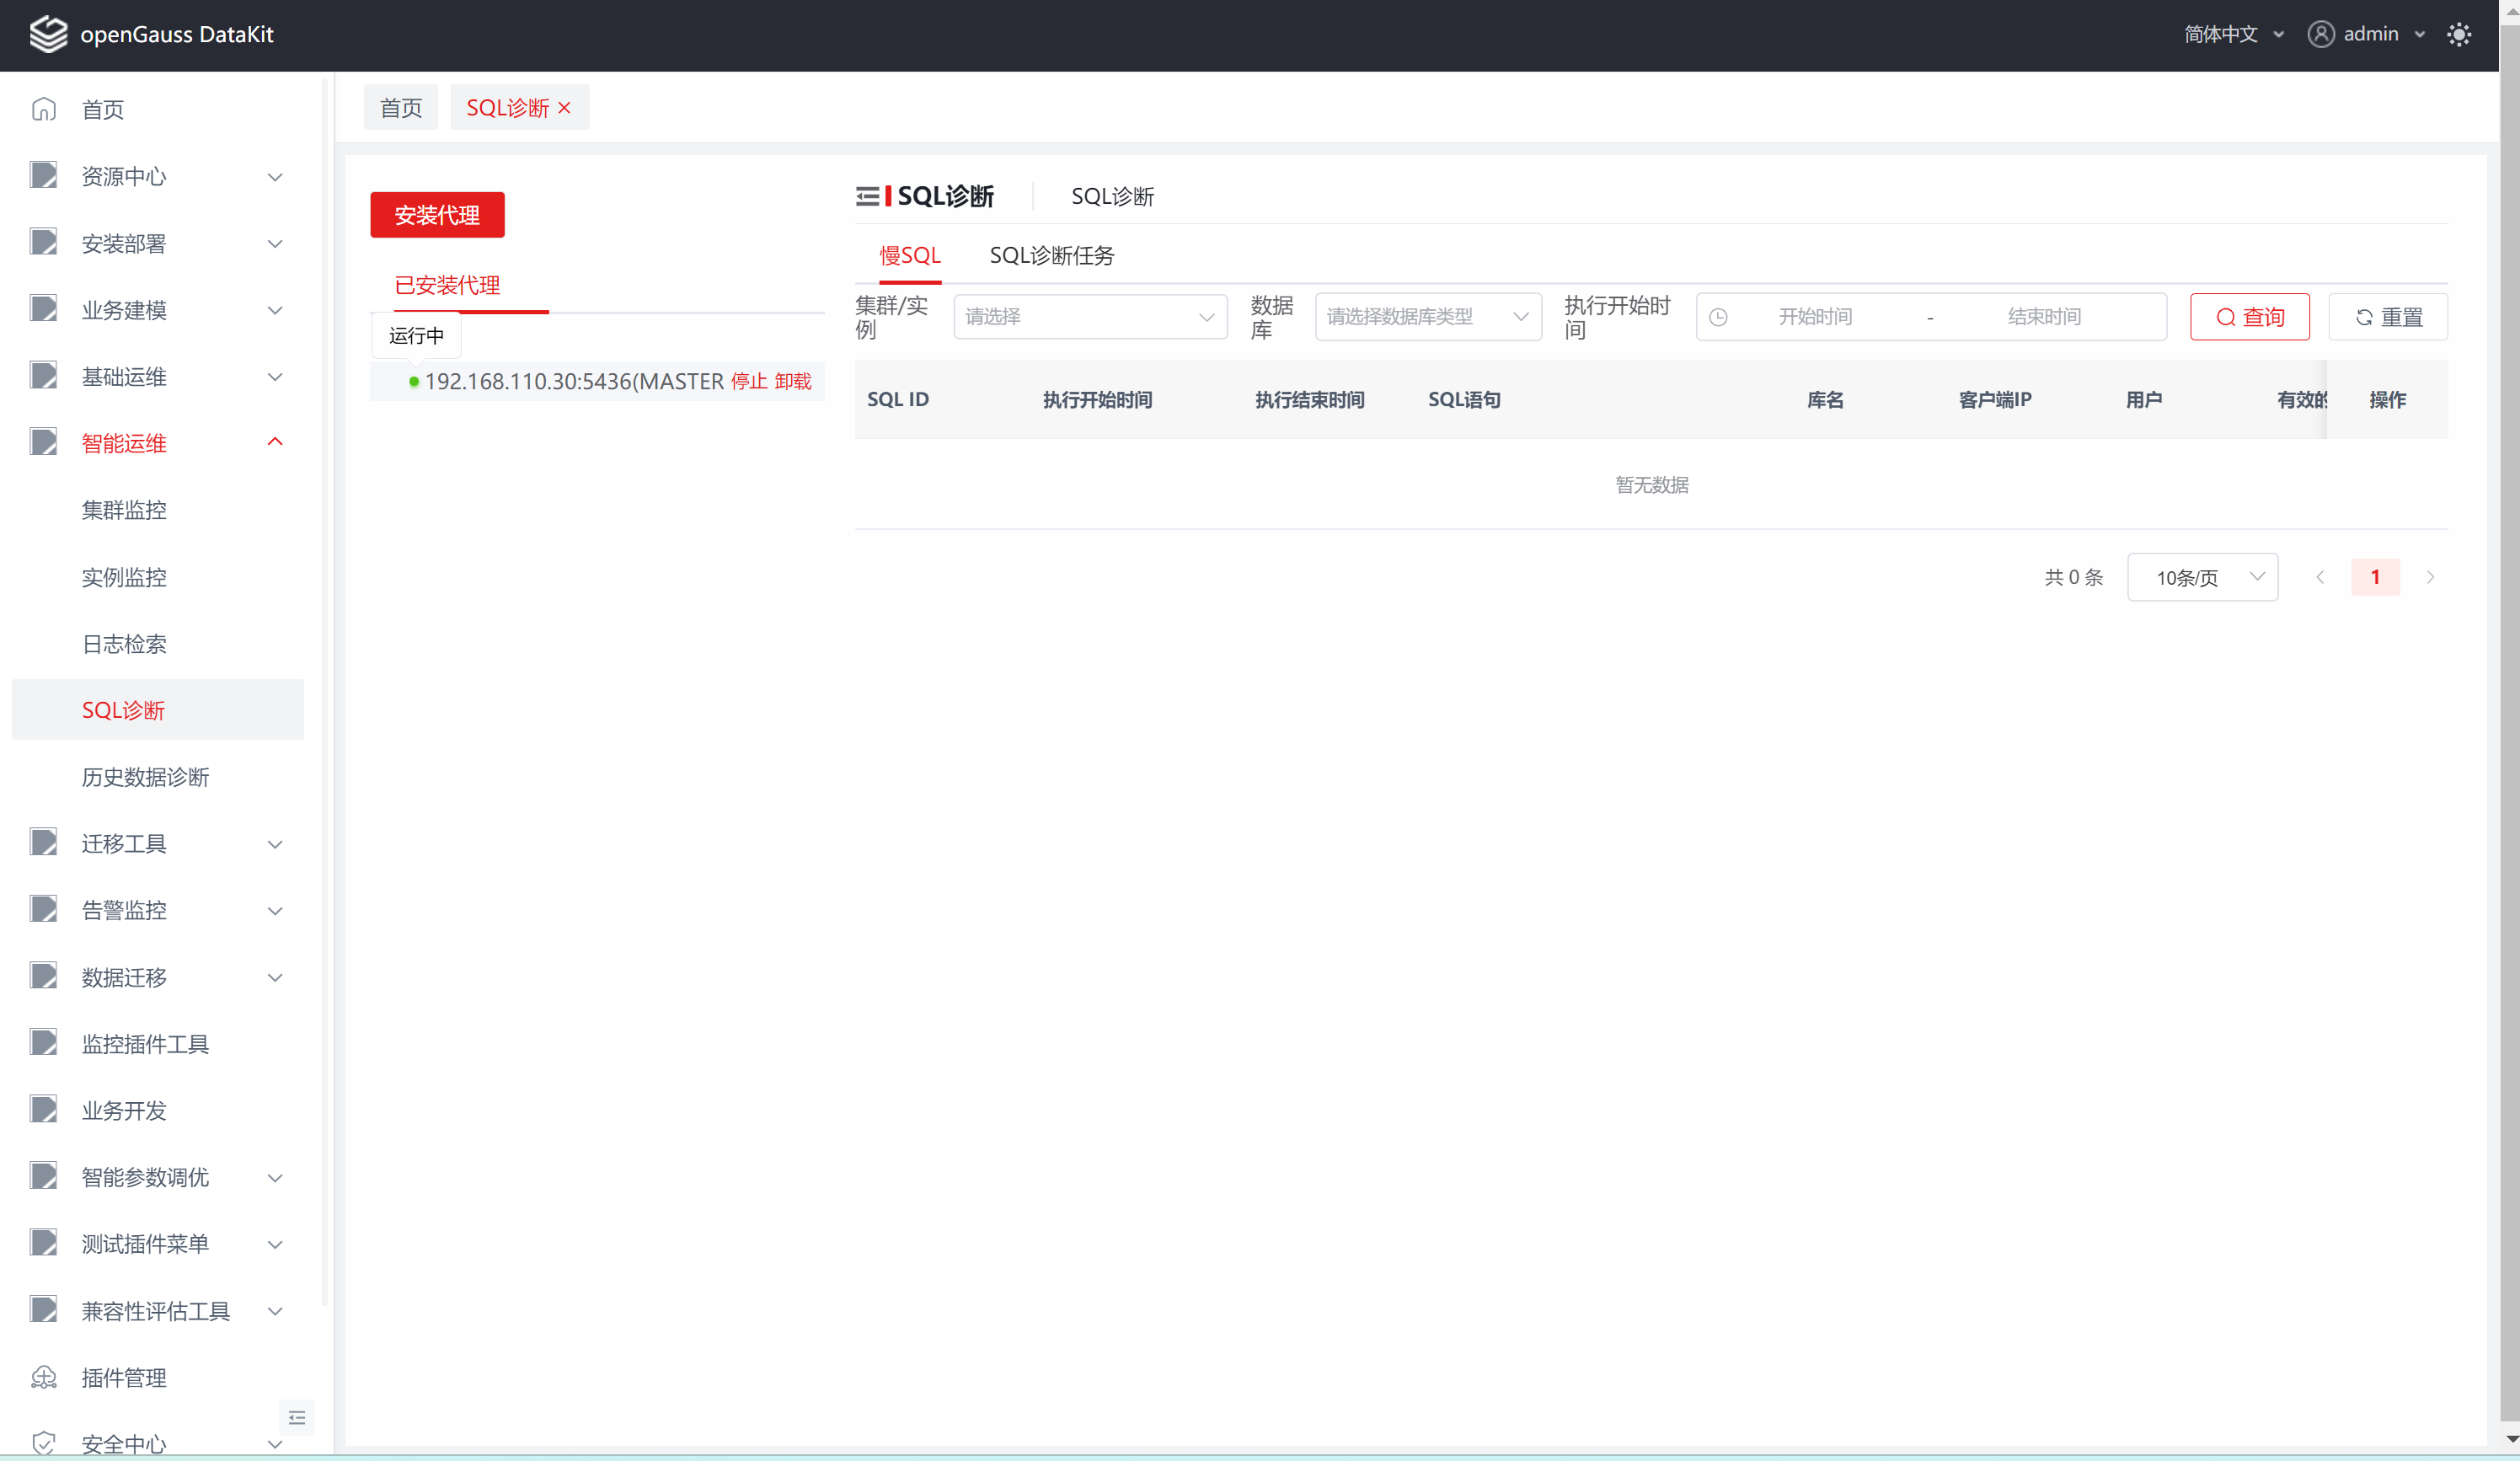 openGauss DataKit
简体中文
admin
首页
资源中心
安装部署
业务建模
基础运维
智能运维
集群监控
实例监控
日志检索
SQL诊断
历史数据诊断
迁移工具
告警监控
数据迁移
监控插件工具
业务开发
智能参数调优
测试插件菜单
兼容性评估工具
插件管理
安全中心
首页
SQL诊断
安装代理
已安装代理
运行中
192.168.110.30:5436(MASTER 停止 卸载
SQL诊断
SQL诊断
慢SQL
SQL诊断任务
集群/实
例
请选择
数据
库
请选择数据库类型
执行开始时
间
开始时间 - 结束时间
查询
重置
SQL ID 执行开始时间 执行结束时间 SQL语句 库名 客户端IP 用户 有效的 操作
暂无数据
共 0 条 10条/页 1